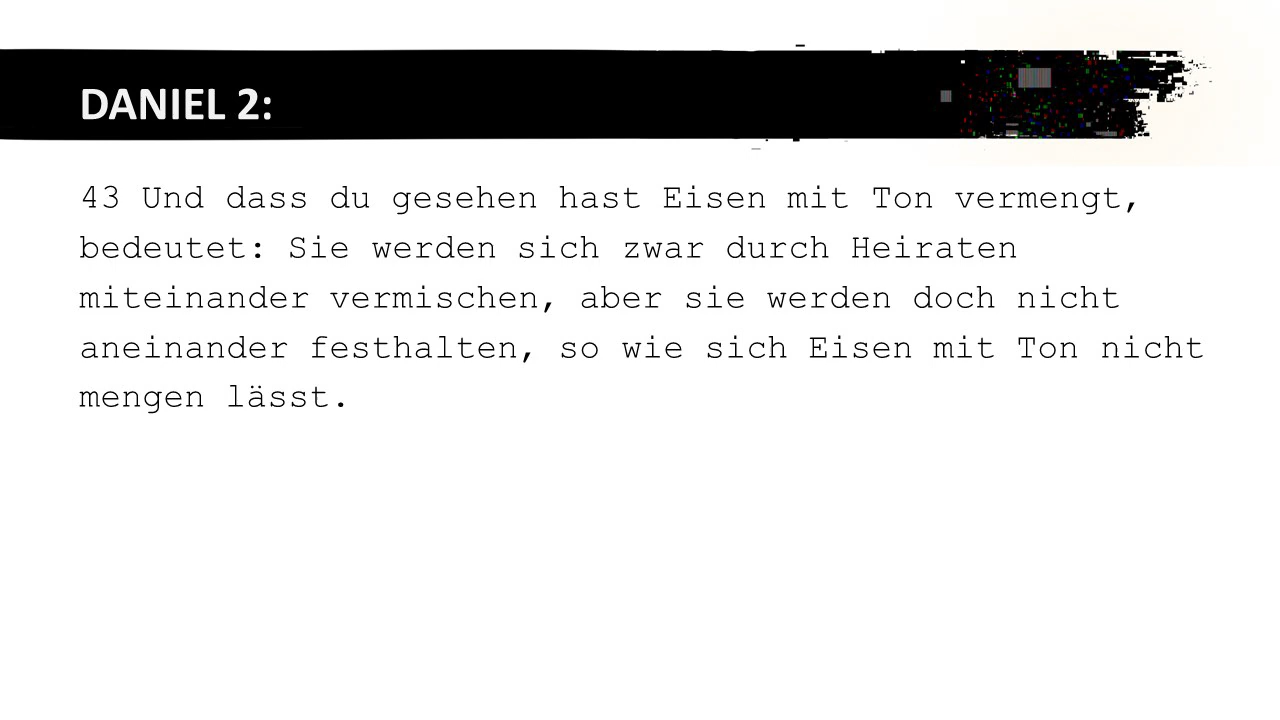 DANIEL 2:
43 Und dass du gesehen hast Eisen mit Ton vermengt,
bedeutet: Sie werden sich zwar durch Heiraten
miteinander vermischen, aber sie werden doch nicht
aneinander festhalten, so wie sich Eisen mit Ton nicht
mengen lässt.